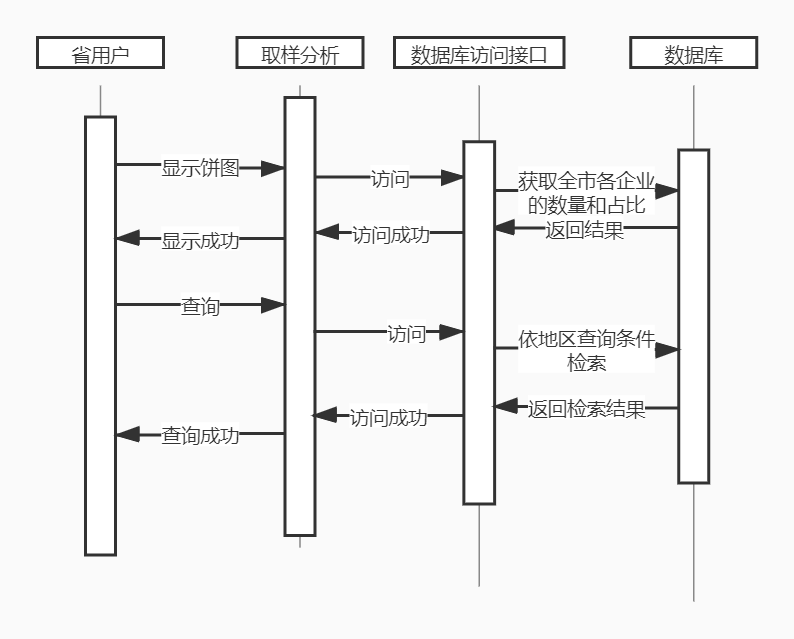 省用户
取样分析
数据库访问接口
数据库
显示饼图
访问
获取全市各企业
的数量和占比
返回结果
访问成功
显示成功
查询
访问
依地区查询条件
检索
返回检索结果
访问成功
查询成功